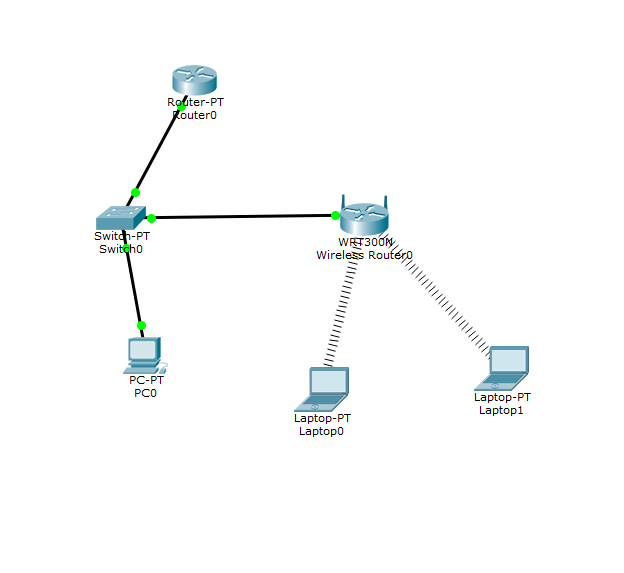 Router-PT
Router0
Switch-PT
Switch0
WRT300N
Wireless Router0
PC-PT
PC0
Laptop-PT
Laptop0
Laptop-PT
Laptop1